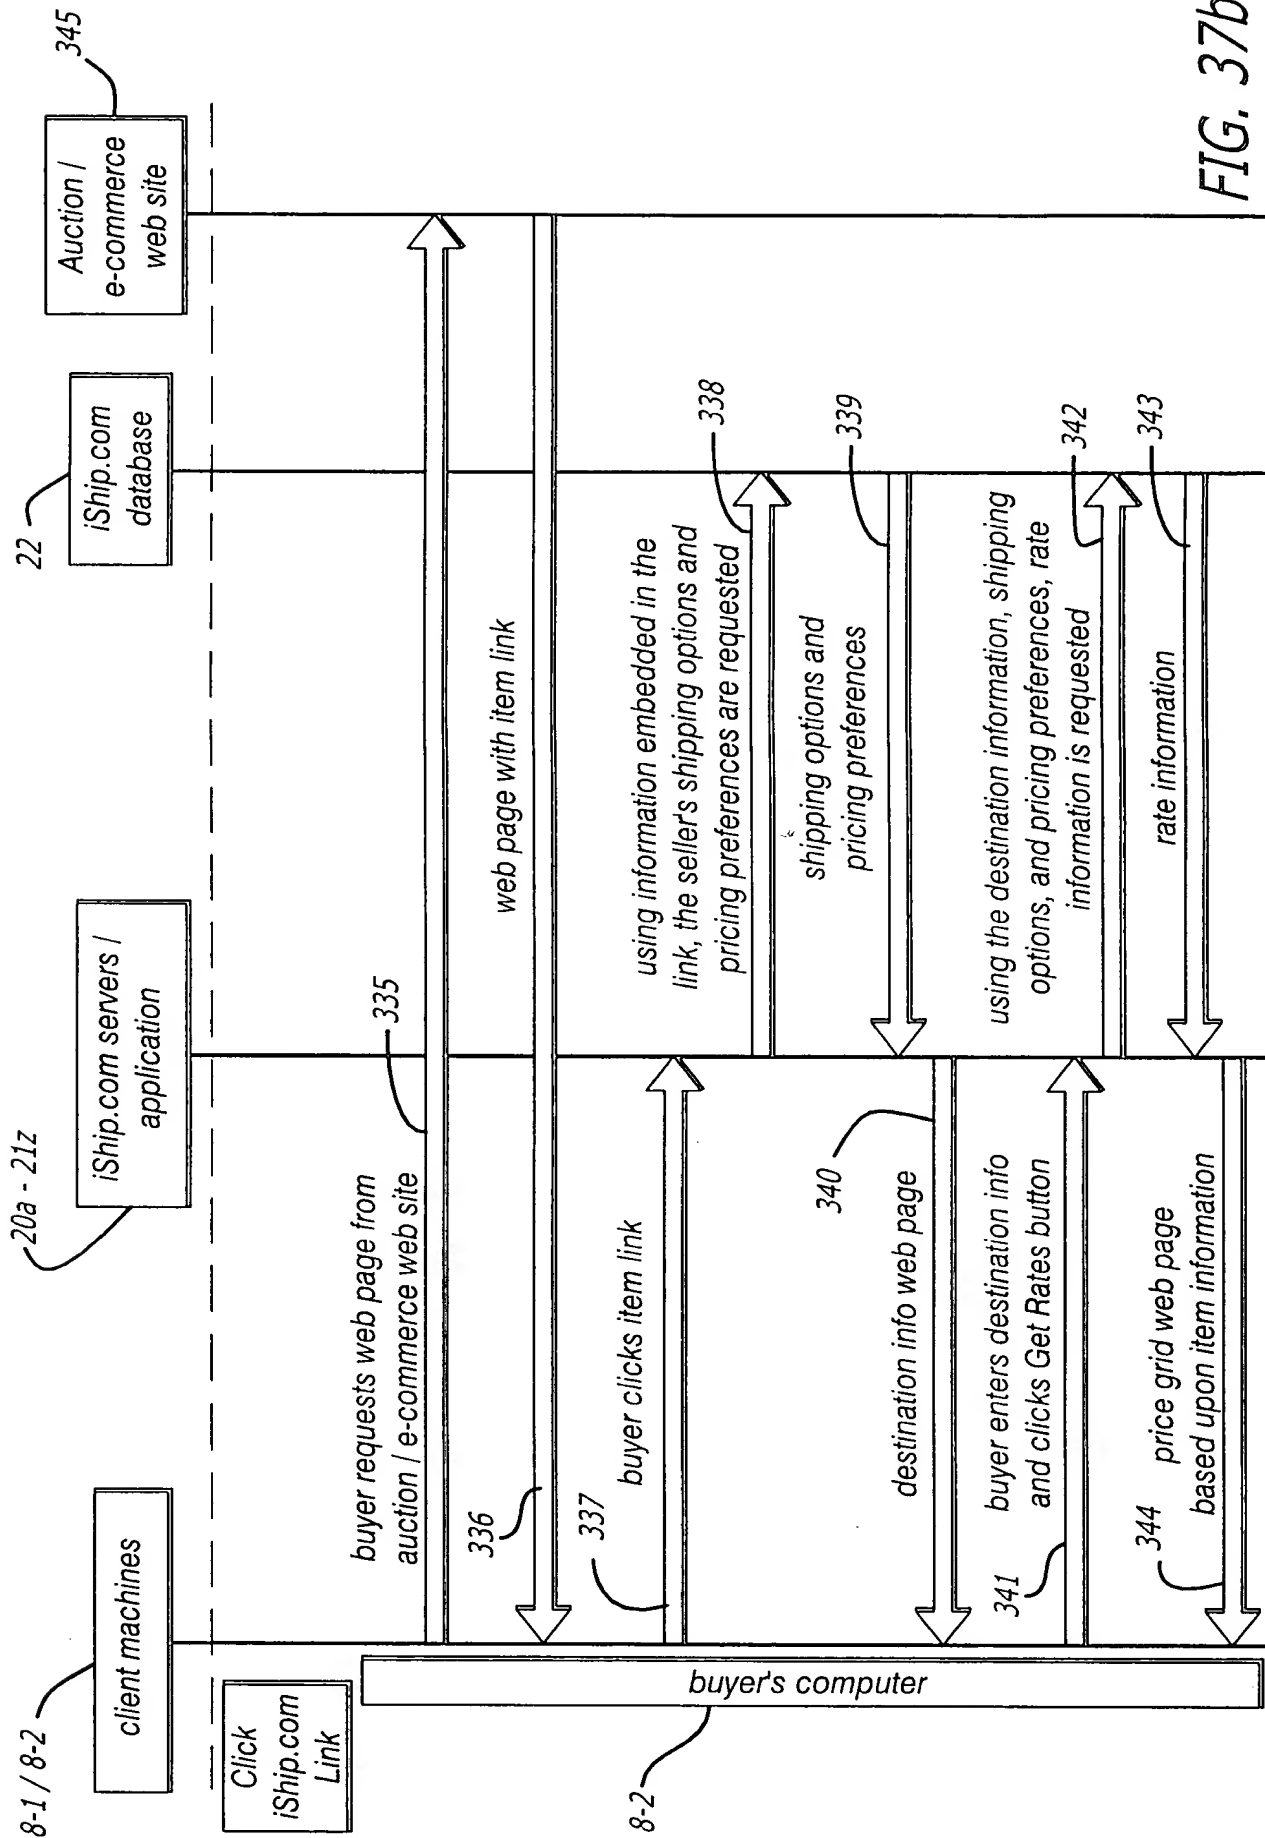 8-1 / 8-2
client machines
20a - 21z
iShip.com servers /
application
22
iShip.com
database
Auction /
e-commerce
web site
345
Click
iShip.com
Link
buyer's computer
8-2
buyer requests web page from
auction / e-commerce web site
335
web page with item link
336
buyer clicks item link
337
using information embedded in the
link, the seller's shipping options and
pricing preferences are requested
338
shipping options and
pricing preferences
339
destination info web page
340
buyer enters destination info
and clicks Get Rates button
341
using the destination information, shipping
options, and pricing preferences, rate
information is requested
342
rate information
343
price grid web page
based upon item information
344
FIG. 37b